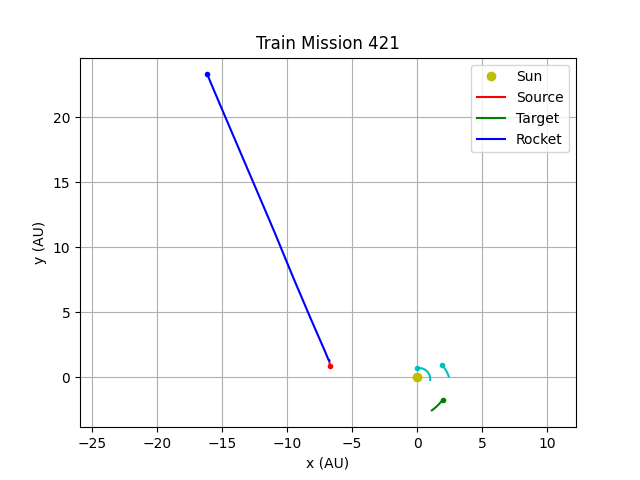 Train Mission 421
Sun
Source
Target
Rocket
20
15
10
5
0
y (AU)
−25 −20 −15 −10 −5 0 5 10
x (AU)